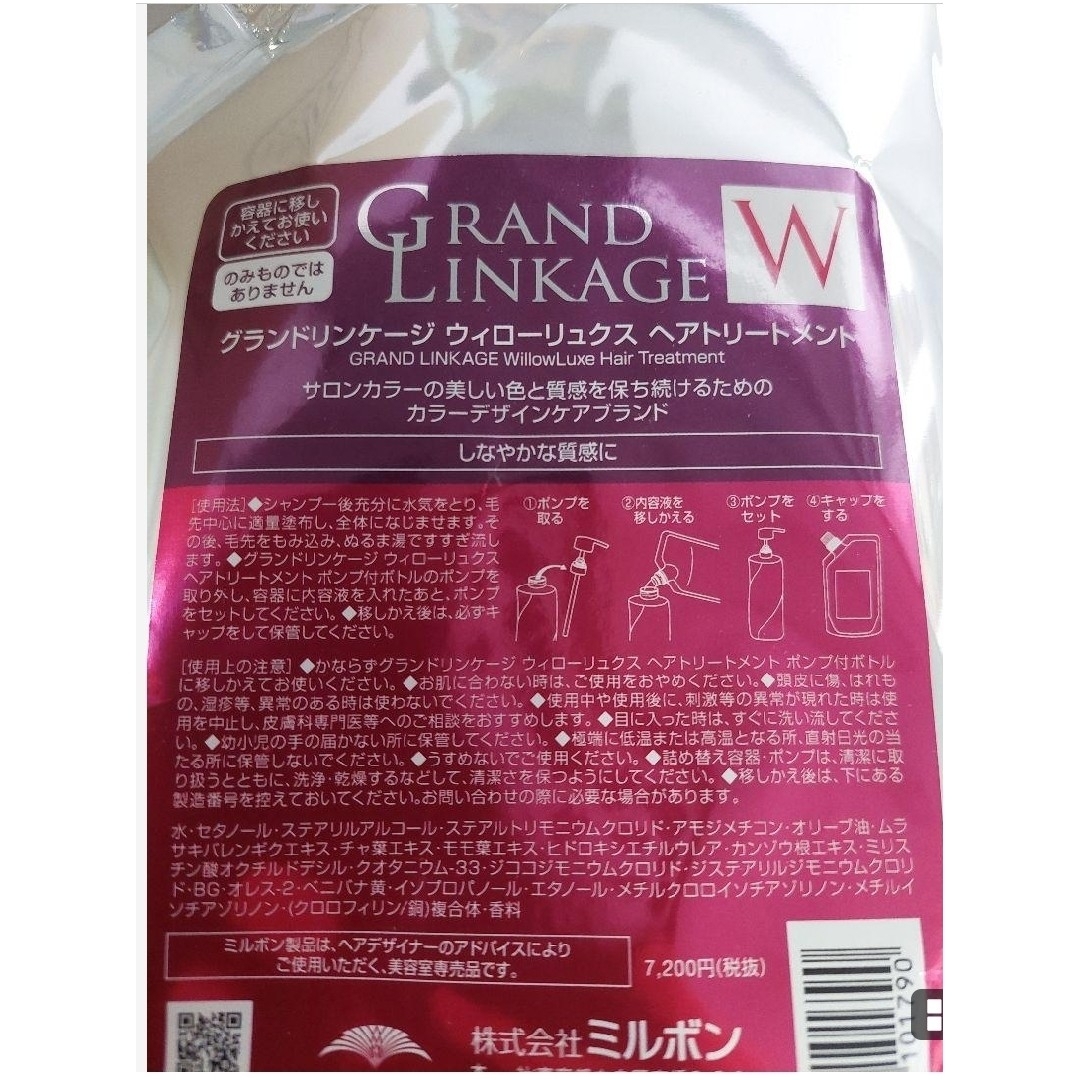 容器に移し
かえてお使い
ください
のみものでは
ありません
GRAND
LINKAGE
W
グランドリンケージ ウィローリュクス ヘアトリートメント
GRAND LINKAGE WillowLuxe Hair Treatment
サロンカラーの美しい色と質感を保ち続けるための
カラーデザインケアブランド
しなやかな質感に
[使用法]◆シャンプー後充分に水気をとり、毛
先中心に適量塗布し、全体になじませます。そ
の後、毛先をもみ込み、ぬるま湯ですすぎ流し
ます。◆グランドリンケージ ウィローリュクス
ヘアトリートメント ポンプ付ボトルのポンプを
取り外し、容器に内容液を入れたあと、ポンプ
をセットしてください。◆移しかえ後は、必ずキ
ャップをして保管してください。
①ポンプを
取る
②内容液を
移しかえる
③ポンプを
セット
④キャップを
する
[使用上の注意] ◆かならずグランドリンケージ ウィローリュクス ヘアトリートメント ポンプ付ボトル
に移しかえてお使いください。◆お肌に合わない時は、ご使用をおやめください。◆頭皮に傷、はれも
の、湿疹等、異常のある時は使わないでください。◆使用中や使用後に、刺激等の異常が現れた時は使
用を中止し、皮膚科専門医等へのご相談をおすすめします。◆目に入った時は、すぐに洗い流してくださ
い。◆幼小児の手の届かない所に保管してください。◆極端に低温または高温となる所、直射日光の当
たる所に保管しないでください。◆うすめないでご使用ください。◆詰め替え容器・ポンプは、清潔に取
り扱うとともに、洗浄・乾燥するなどして、清潔さを保つようにしてください。◆移しかえ後は、下にある
製造番号を控えておいてください。お問い合わせの際に必要な場合があります。
水・セタノール・ステアリルアルコール・ステアルトリモニウムクロリド・アモジメチコン・オリーブ油・ムラ
サキバレンギクエキス・チャ葉エキス・モモ葉エキス・ヒドロキシエチルウレア・カンゾウ根エキス・ミリス
チン酸オクチルドデシル・クオタニウム-33・ジココジモニウムクロリド・ジステアリルジモニウムクロリ
ド・BG・オレス-2・ベニバナ黄・イソプロパノール・エタノール・メチルクロロイソチアゾリノン・メチルイ
ソチアゾリノン・(クロロフィリン/銅)複合体・香料
ミルボン製品は、ヘアデザイナーのアドバイスにより
ご使用いただく、美容室専売品です。
7,200円(税抜)
株式会社 ミルボン
101790